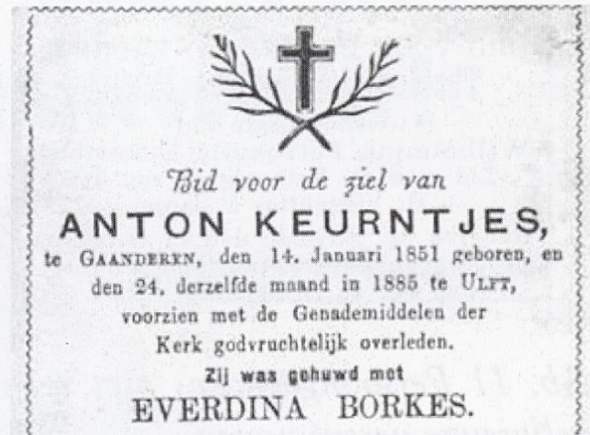 Bid voor de ziel van
ANTON KEURNTJES,
te GAANDEREN, den 14. Januari 1851 geboren, en
den 24. derzelfde maand in 1885 te ULFT,
voorzien met de Genademiddelen der
Kerk godvruchtelijk overleden.
Zij was gehuwd met
EVERDINA BORKES.